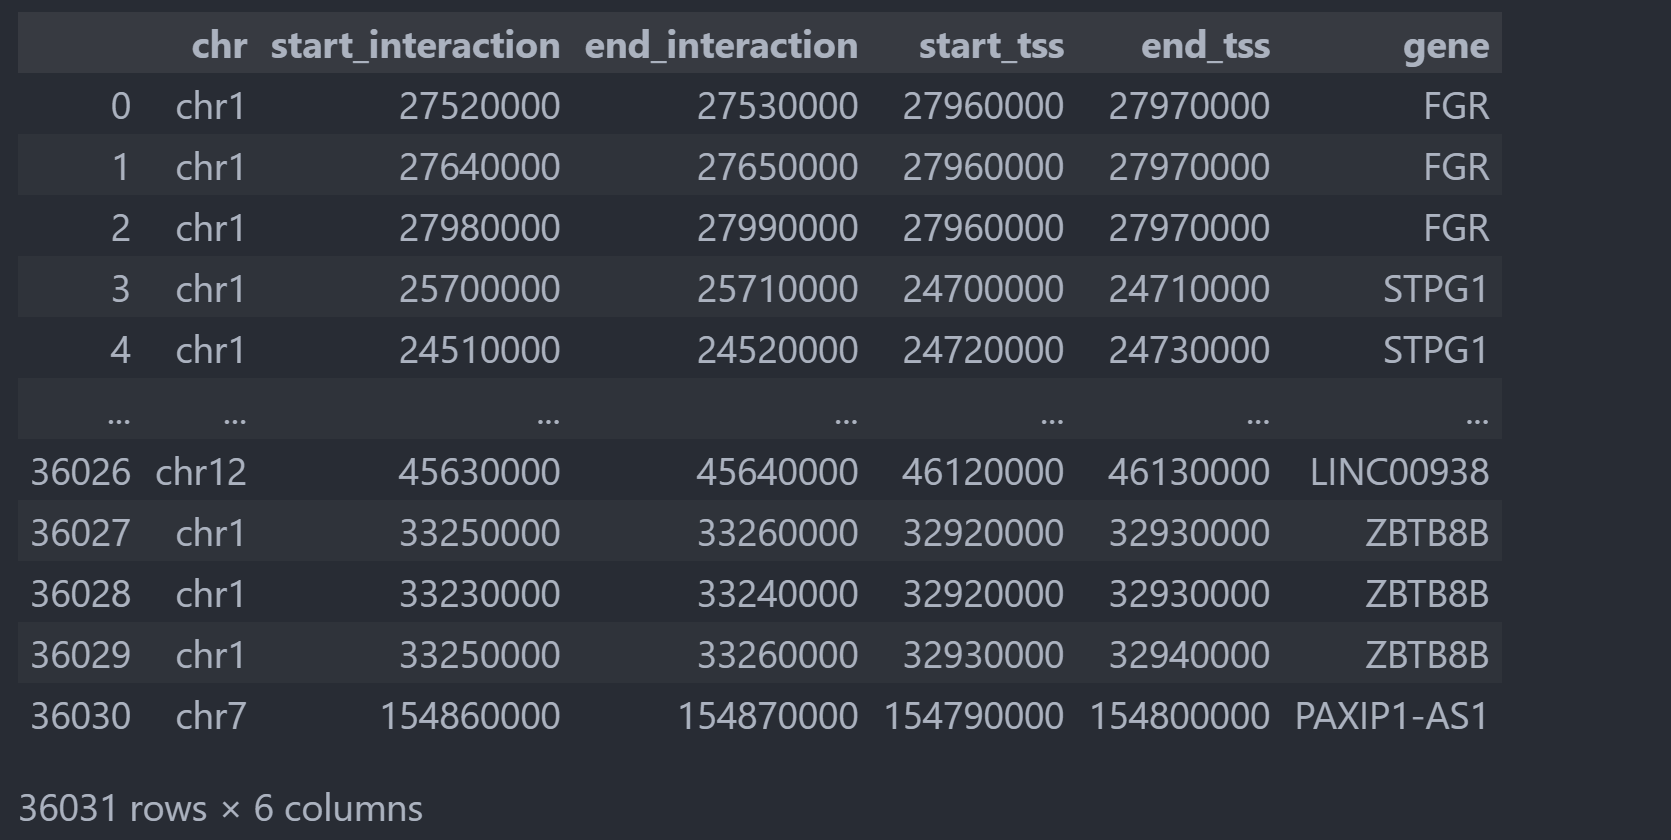 chr start_interaction end_interaction start_tss end_tss gene
0 chr1 27520000 27530000 27960000 27970000 FGR
1 chr1 27640000 27650000 27960000 27970000 FGR
2 chr1 27980000 27990000 27960000 27970000 FGR
3 chr1 25700000 25710000 24700000 24710000 STPG1
4 chr1 24510000 24520000 24720000 24730000 STPG1
... ... ... ... ... ... ...
36026 chr12 45630000 45640000 46120000 46130000 LINC00938
36027 chr1 33250000 33260000 32920000 32930000 ZBTB8B
36028 chr1 33230000 33240000 32920000 32930000 ZBTB8B
36029 chr1 33250000 33260000 32930000 32940000 ZBTB8B
36030 chr7 154860000 154870000 154790000 154800000 PAXIP1-AS1
36031 rows × 6 columns